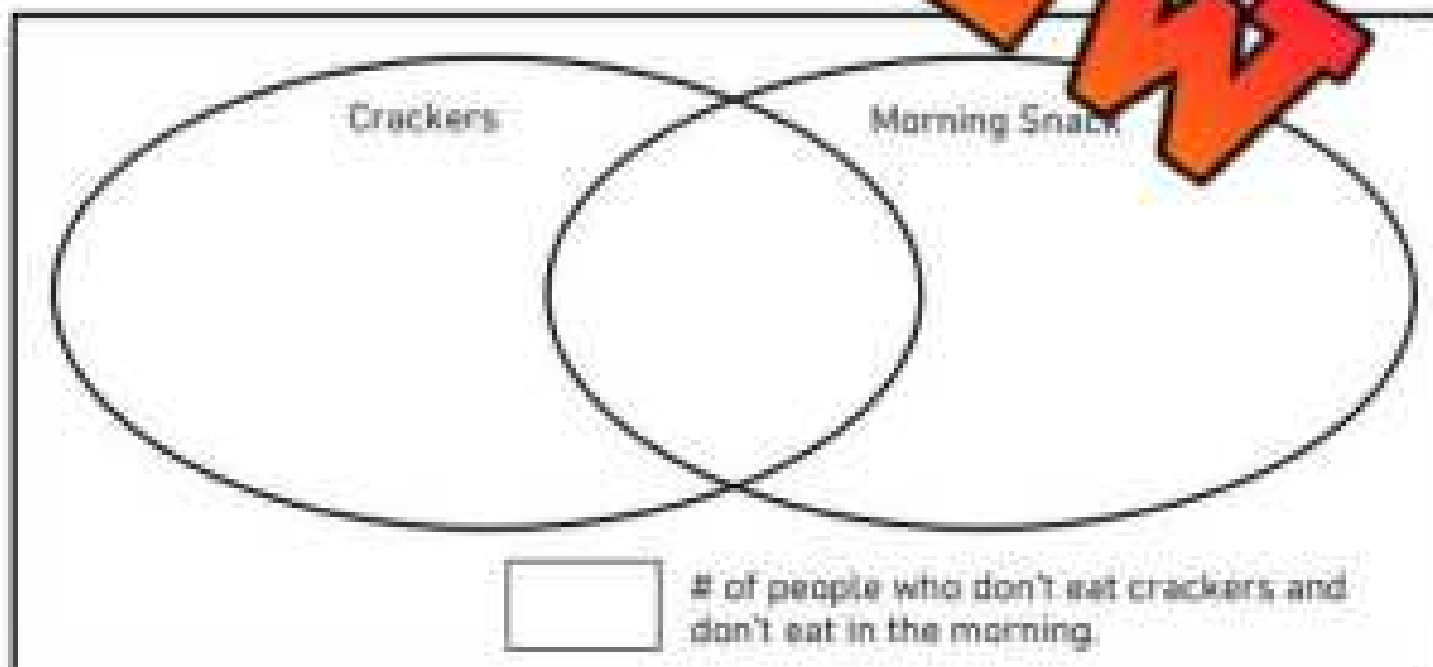 Crackers
Morning Snack
W
# of people who don't eat crackers and
don't eat in the morning.